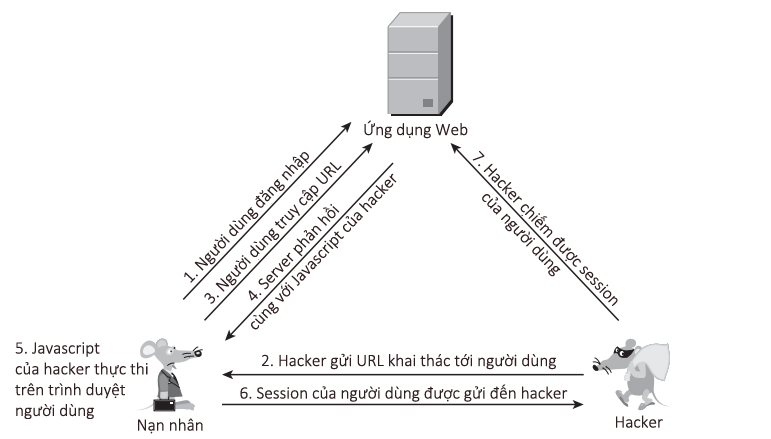 Ứng dụng Web
1. Người dùng đăng nhập
3. Người dùng truy cập URL
4. Server phản hồi
cùng với Javascript của hacker
7. Hacker chiếm được session
của người dùng
5. Javascript
của hacker thực thi
trên trình duyệt
người dùng
2. Hacker gửi URL khai thác tới người dùng
6. Session của người dùng được gửi đến hacker
Nạn nhân
Hacker